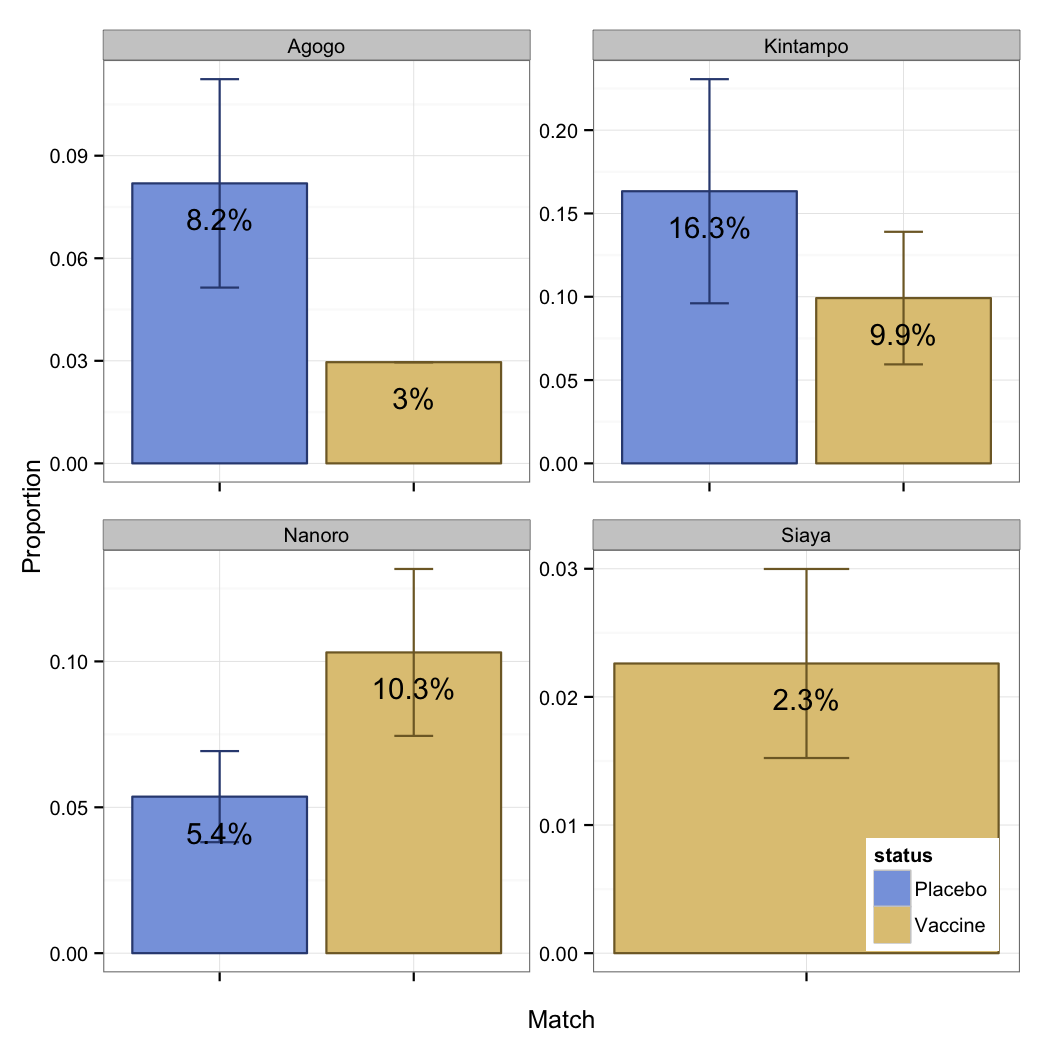 Agogo
Kintampo
0.09
0.06
0.03
0.00
8.2%
3%
0.20
0.15
0.10
0.05
0.00
16.3%
9.9%
Proportion
Nanoro
Siaya
0.10
0.05
0.00
5.4%
10.3%
0.03
0.02
0.01
0.00
2.3%
status
Placebo
Vaccine
Match